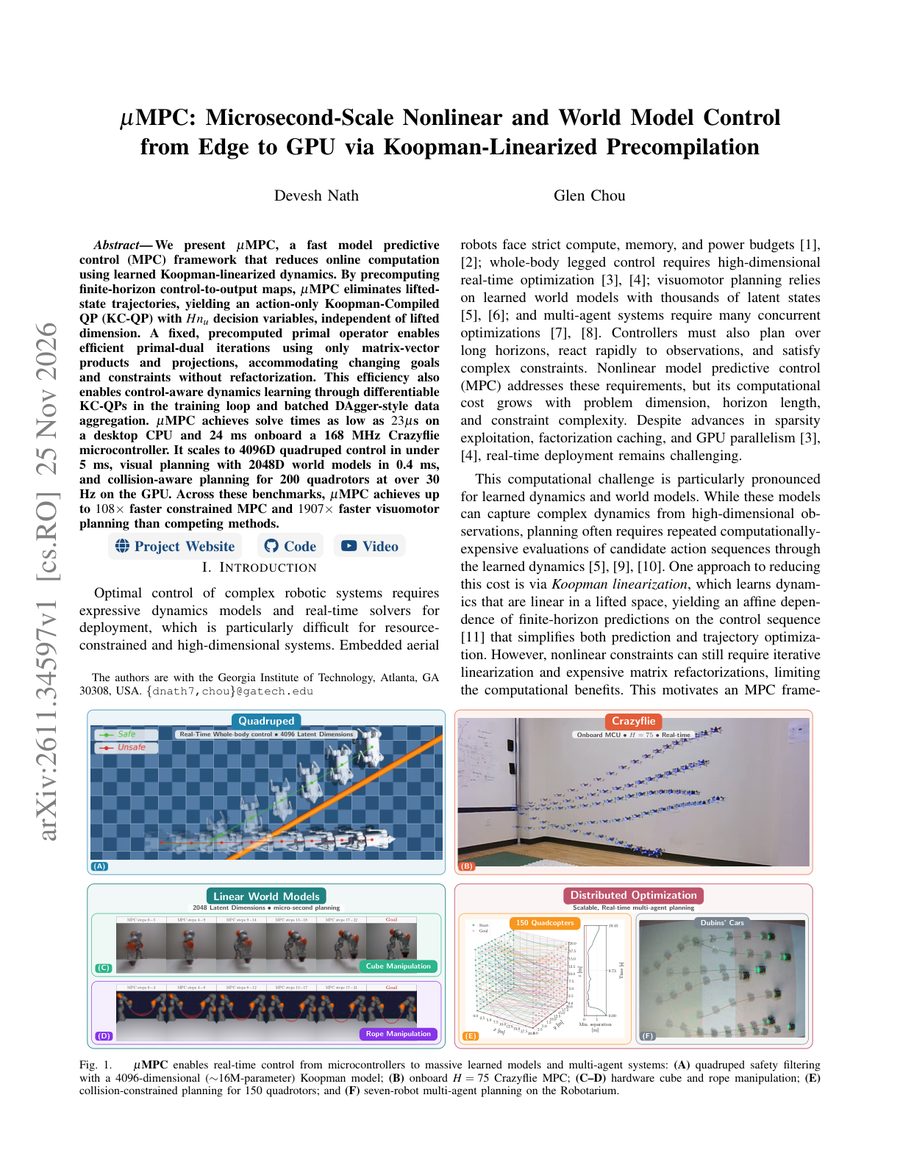 μMPC: Microsecond-Scale Nonlinear and World Model Control
from Edge to GPU via Koopman-Linearized Precompilation
Devesh Nath
Glen Chou
Abstract— We present μMPC, a fast model predictive
control (MPC) framework that reduces online computation
using learned Koopman-linearized dynamics. By precomputing
finite-horizon control-to-output maps, μMPC eliminates lifted-
state trajectories, yielding an action-only Koopman-Compiled
QP (KC-QP) with Hnu decision variables, independent of lifted
dimension. A fixed, precomputed primal operator enables
efficient primal-dual iterations using only matrix-vector
products and projections, accommodating changing goals
and constraints without refactorization. This efficiency also
enables control-aware dynamics learning through differentiable
KC-QPs in the training loop and batched DAgger-style data
aggregation. μMPC achieves solve times as low as 23μs on
a desktop CPU and 24 ms onboard a 168 MHz Crazyflie
microcontroller. It scales to 4096D quadruped control in under
5 ms, visual planning with 2048D world models in 0.4 ms,
and collision-aware planning for 200 quadrotors at over 30
Hz on the GPU. Across these benchmarks, μMPC achieves up
to 108× faster constrained MPC and 1907× faster visuomotor
planning than competing methods.
Project Website
Code
Video
I. INTRODUCTION
Optimal control of complex robotic systems requires
expressive dynamics models and real-time solvers for
deployment, which is particularly difficult for resource-
constrained and high-dimensional systems. Embedded aerial
The authors are with the Georgia Institute of Technology, Atlanta, GA
30308, USA. {dnath7,chou}@gatech.edu
robots face strict compute, memory, and power budgets [1],
[2]; whole-body legged control requires high-dimensional
real-time optimization [3], [4]; visuomotor planning relies
on learned world models with thousands of latent states
[5], [6]; and multi-agent systems require many concurrent
optimizations [7], [8]. Controllers must also plan over
long horizons, react rapidly to observations, and satisfy
complex constraints. Nonlinear model predictive control
(MPC) addresses these requirements, but its computational
cost grows with problem dimension, horizon length,
and constraint complexity. Despite advances in sparsity
exploitation, factorization caching, and GPU parallelism [3],
[4], real-time deployment remains challenging.
This computational challenge is particularly pronounced
for learned dynamics and world models. While these models
can capture complex dynamics from high-dimensional ob-
servations, planning often requires repeated computationally-
expensive evaluations of candidate action sequences through
the learned dynamics [5], [9], [10]. One approach to reducing
this cost is via Koopman linearization, which learns dynam-
ics that are linear in a lifted space, yielding an affine depen-
dence of finite-horizon predictions on the control sequence
[11] that simplifies both prediction and trajectory optimiza-
tion. However, nonlinear constraints can still require iterative
linearization and expensive matrix refactorizations, limiting
the computational benefits. This motivates an MPC frame-
arXiv:2611.34597v1 [cs.RO] 25 Nov 2026
Quadruped
Real-Time Whole-body control • 4096 Latent Dimensions
Safe
Unsafe
(A)
Crazyflie
Onboard MCU • H = 75 • Real-time
(B)
Linear World Models
2048 Latent Dimensions • micro-second planning
Goal
(C)
Cube Manipulation
Goal
(D)
Rope Manipulation
Distributed Optimization
Scalable, Real-time multi-agent planning
150 Quadcopters
Start
Goal
Min. separation
Time [s]
(E)
Dubins' Cars
(F)
Fig. 1. μMPC enables real-time control from microcontrollers to massive learned models and multi-agent systems: (A) quadruped safety filtering
with a 4096-dimensional (∼16M-parameter) Koopman model; (B) onboard H = 75 Crazyflie MPC; (C–D) hardware cube and rope manipulation; (E)
collision-constrained planning for 150 quadrotors; and (F) seven-robot multi-agent planning on the Robotarium.